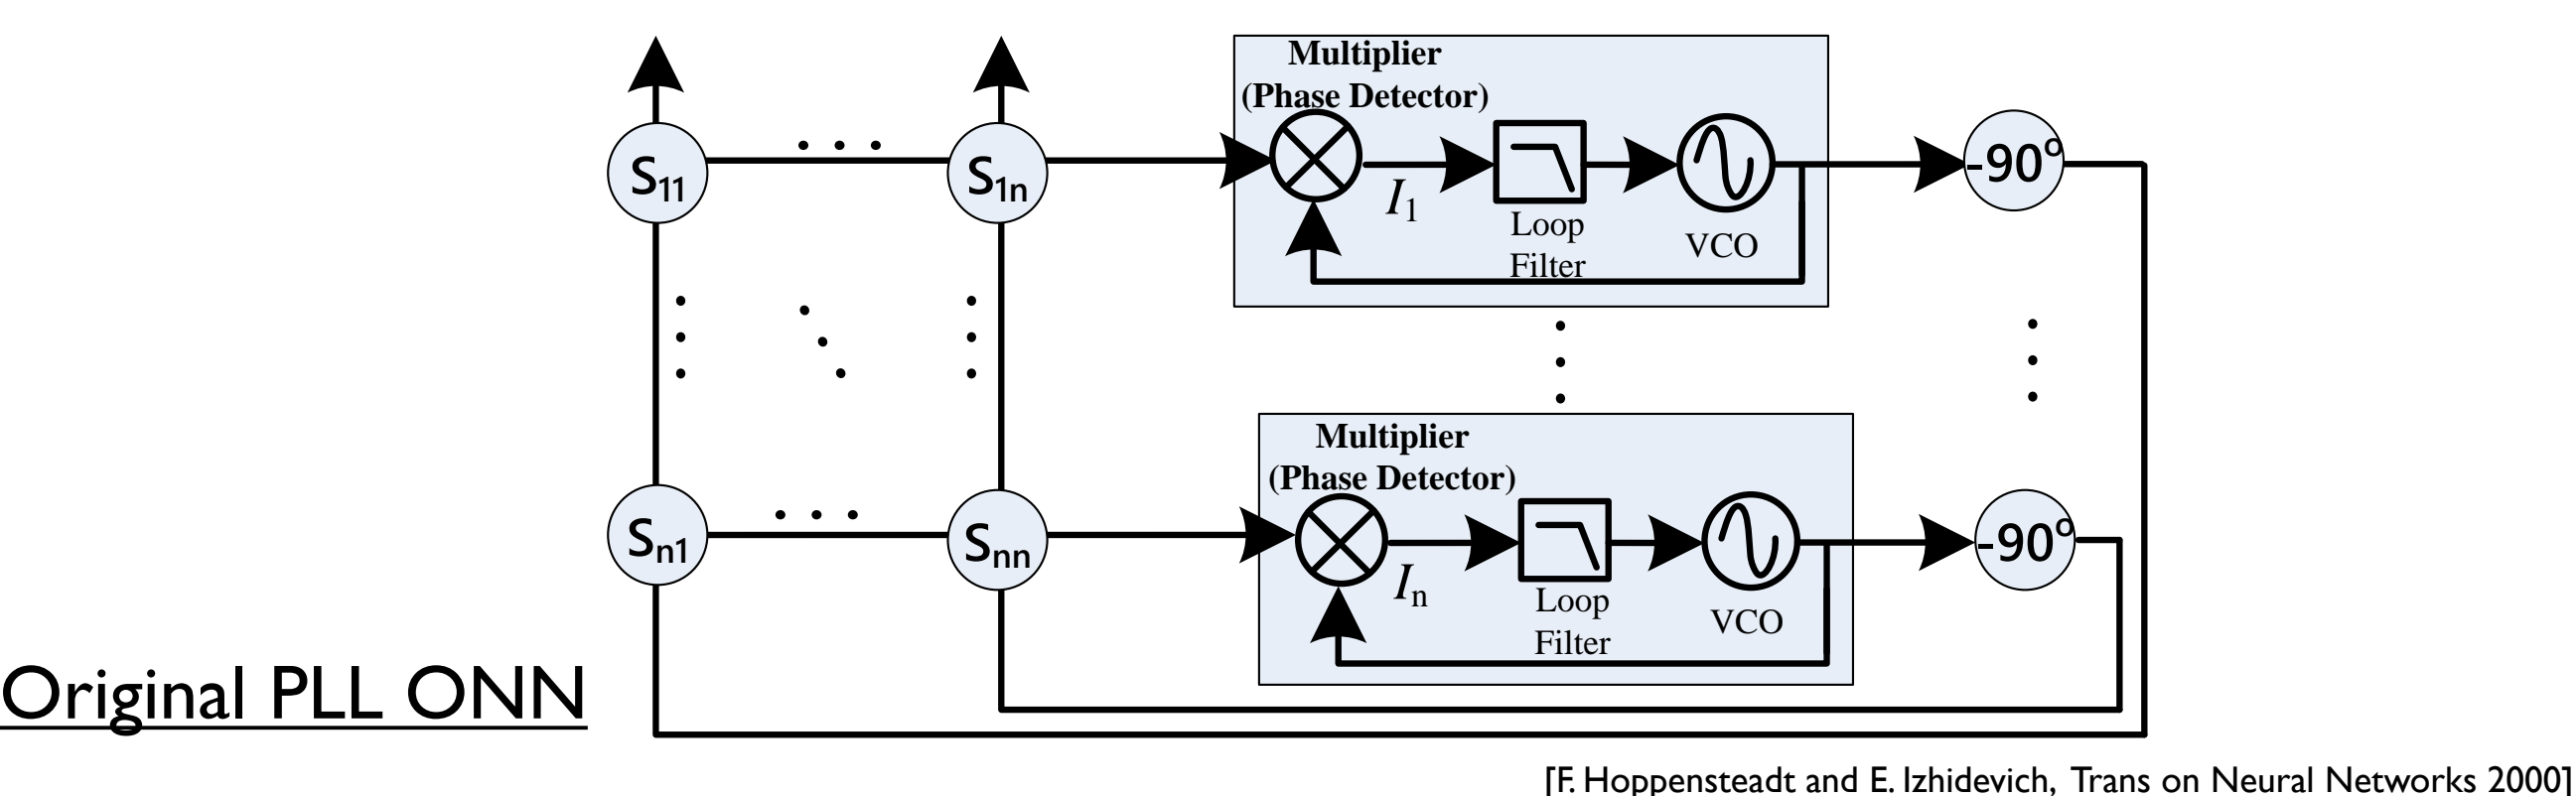 Multiplier
(Phase Detector)
S11
S1n
I1
Loop
Filter
VCO
-90°
Multiplier
(Phase Detector)
Sn1
Snn
In
Loop
Filter
VCO
-90°
Original PLL ONN
[F. Hoppensteadt and E. Izhidevich, Trans on Neural Networks 2000]